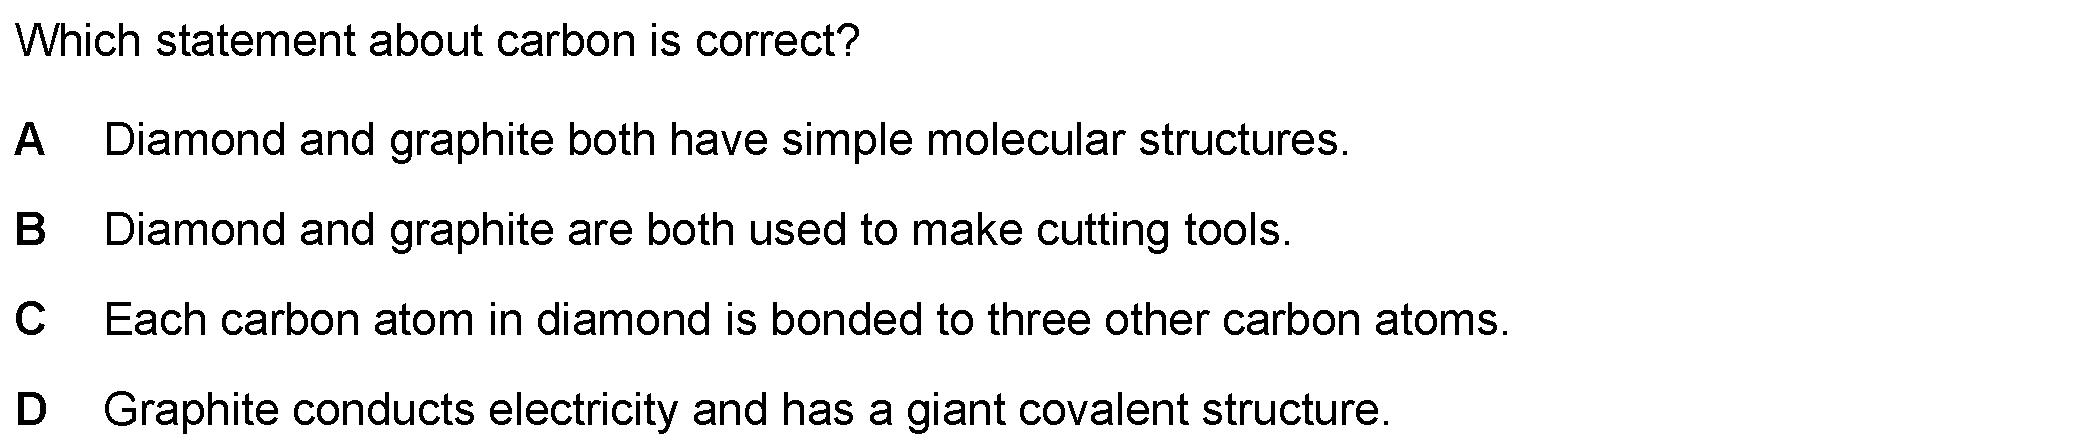 Which statement about carbon is correct?
A Diamond and graphite both have simple molecular structures.
B Diamond and graphite are both used to make cutting tools.
C Each carbon atom in diamond is bonded to three other carbon atoms.
D Graphite conducts electricity and has a giant covalent structure.